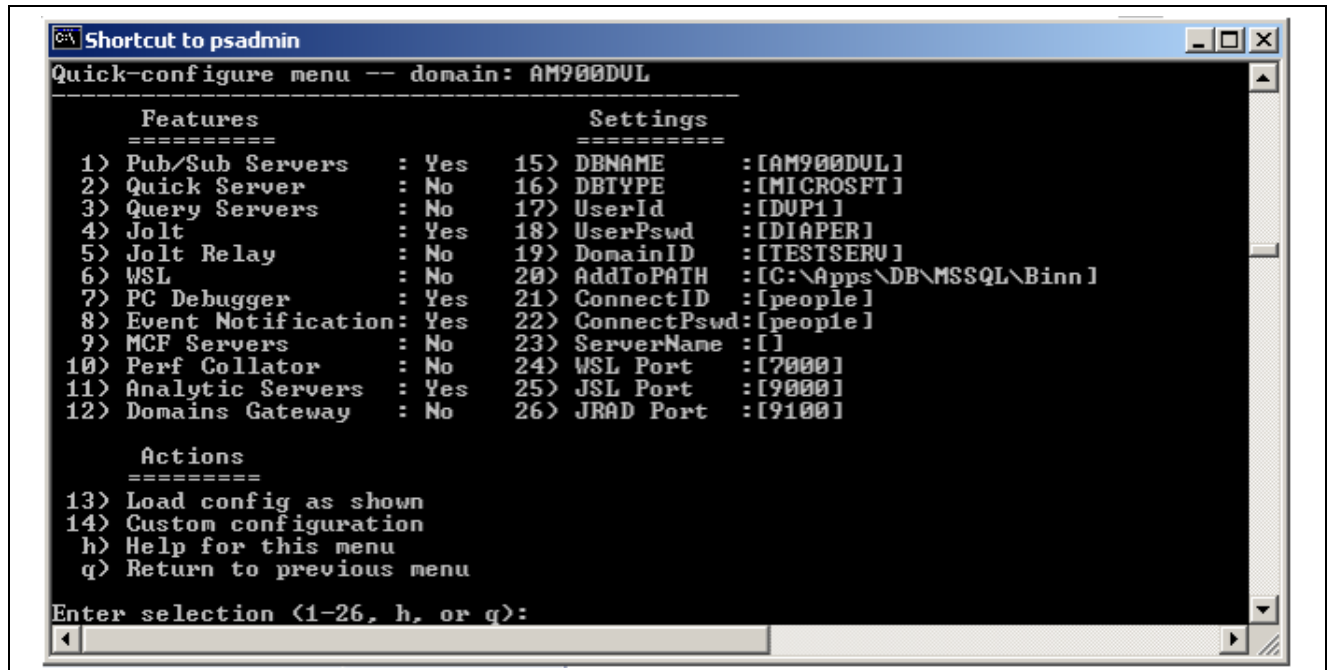 Shortcut to psadmin
Quick-configure menu -- domain: AM900DVL
----------------------------------------------
Features Settings
========== ==========
1) Pub/Sub Servers : Yes 15) DBNAME :[AM900DVL]
2) Quick Server : No 16) DBTYPE :[MICROSFT]
3) Query Servers : No 17) UserId :[DVP1]
4) Jolt : Yes 18) UserPswd :[DIAPER]
5) Jolt Relay : No 19) DomainID :[TESTSERV]
6) WSL : No 20) AddToPATH :[C:\Apps\DB\MSSQL\Binn]
7) PC Debugger : Yes 21) ConnectID :[people]
8) Event Notification: Yes 22) ConnectPswd:[peop1e]
9) MCF Servers : No 23) ServerName :[]
10) Perf Collator : No 24) WSL Port :[7000]
11) Analytic Servers : Yes 25) JSL Port :[9000]
12) Domains Gateway : No 26) JRAD Port :[9100]
Actions
=========
13) Load config as shown
14) Custom configuration
h) Help for this menu
q) Return to previous menu
Enter selection (1-26, h, or q):